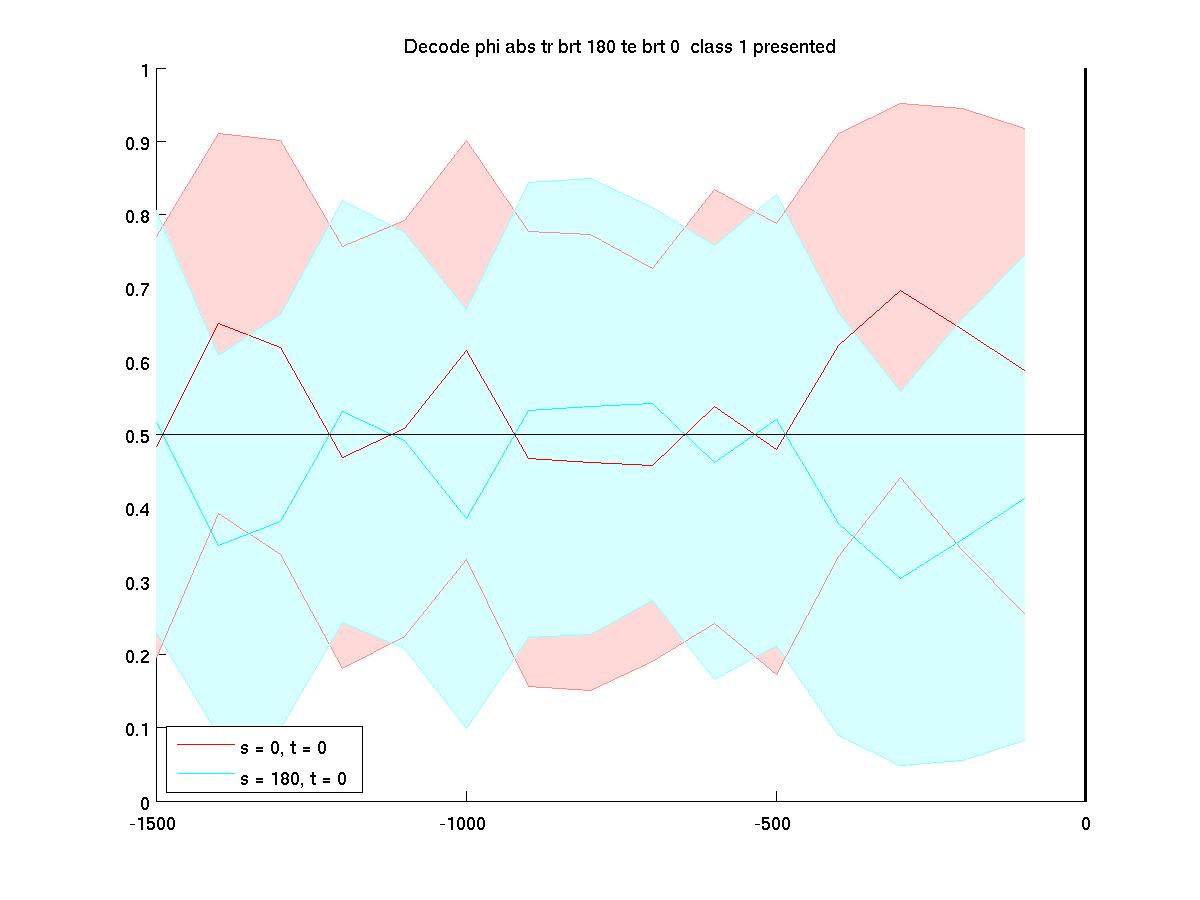 Decode phi abs tr brt 180 te brt 0 class 1 presented
1
0.9
0.8
0.7
0.6
0.5
0.4
0.3
0.2
0.1
0
s = 0, t = 0
s = 180, t = 0
-1500 -1000 -500 0